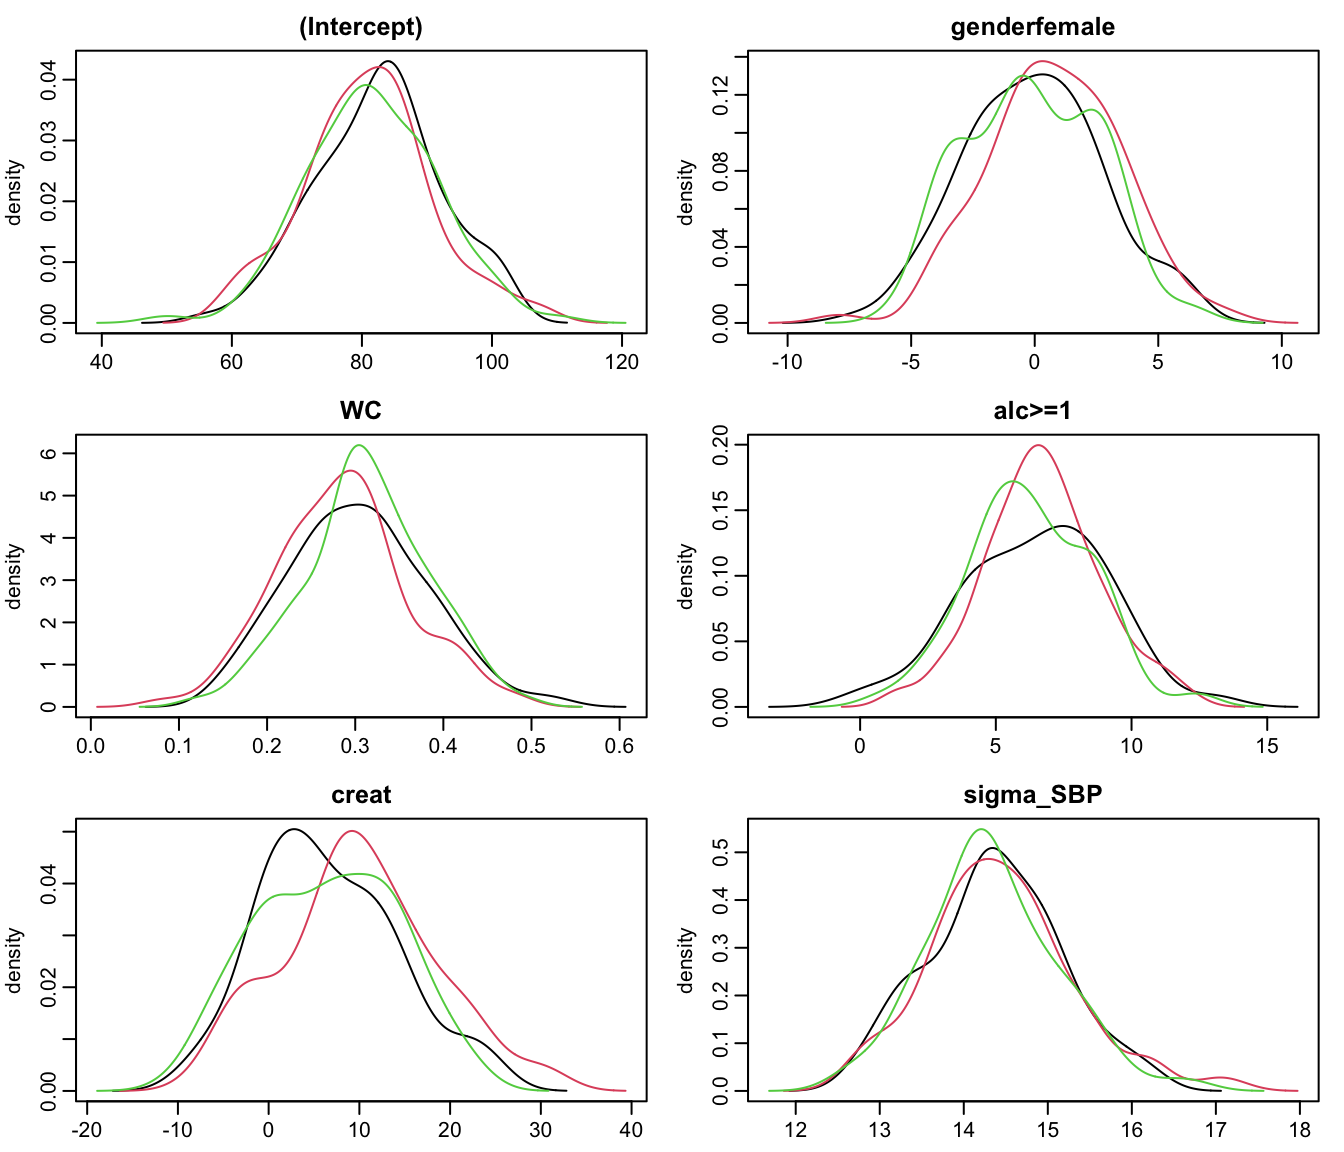 (Intercept)
density
0.00 0.01 0.02 0.03 0.04
40 60 80 100 120
genderfemale
density
0.00 0.04 0.08 0.12
-10 -5 0 5 10
WC
density
0 1 2 3 4 5 6
0.0 0.1 0.2 0.3 0.4 0.5 0.6
alc>=1
density
0.00 0.05 0.10 0.15 0.20
0 5 10 15
creat
density
0.00 0.02 0.04
-20 -10 0 10 20 30 40
sigma_SBP
density
0.0 0.1 0.2 0.3 0.4 0.5
12 13 14 15 16 17 18